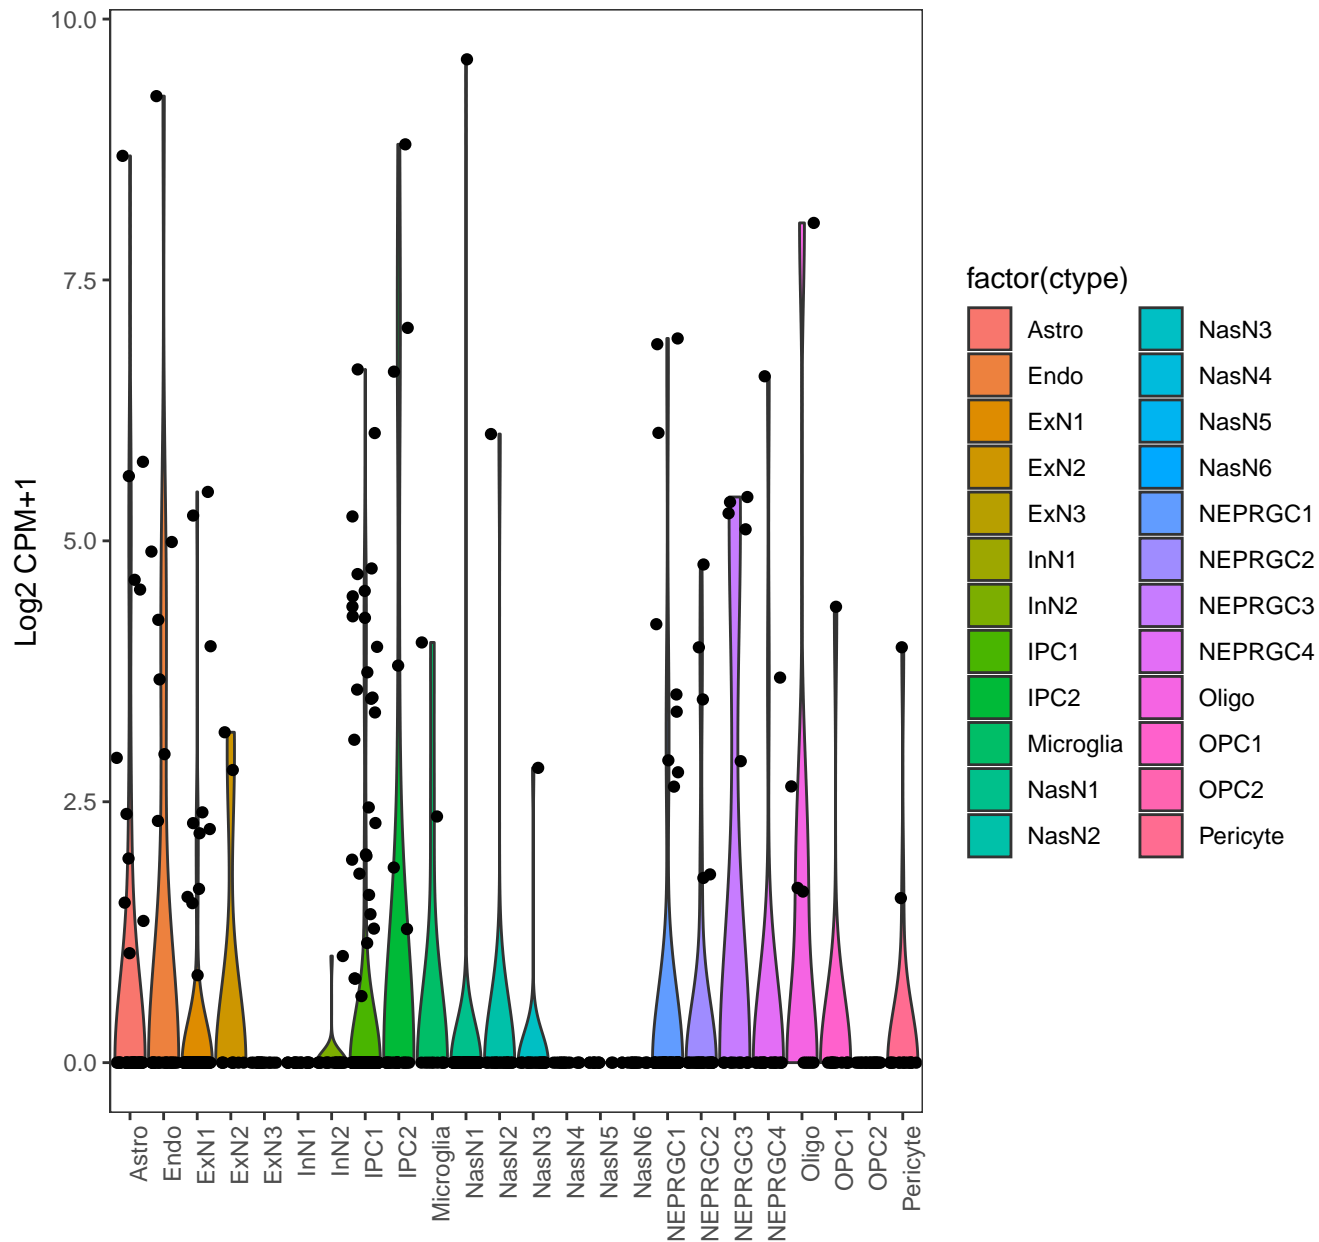 10.0
7.5
5.0
2.5
0.0
Log2 CPM+1
Astro
Endo
ExN1
ExN2
ExN3
InN1
InN2
IPC1
IPC2
Microglia
NasN1
NasN2
NasN3
NasN4
NasN5
NasN6
NEPRGC1
NEPRGC2
NEPRGC3
NEPRGC4
Oligo
OPC1
OPC2
Pericyte
factor(ctype)
Astro
Endo
ExN1
ExN2
ExN3
InN1
InN2
IPC1
IPC2
Microglia
NasN1
NasN2
NasN3
NasN4
NasN5
NasN6
NEPRGC1
NEPRGC2
NEPRGC3
NEPRGC4
Oligo
OPC1
OPC2
Pericyte